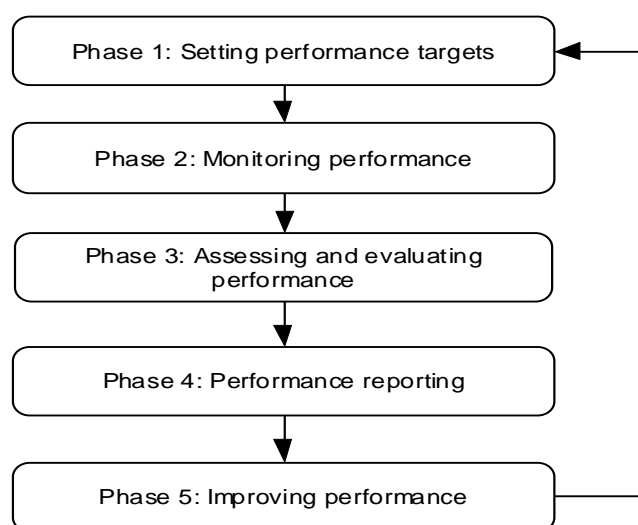 Phase 1: Setting performance targets
Phase 2: Monitoring performance
Phase 3: Assessing and evaluating
performance
Phase 4: Performance reporting
Phase 5: Improving performance